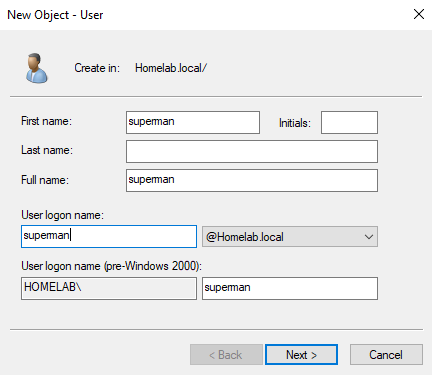 New Object - User
Create in: Homelab.local/
First name: superman Initials:
Last name:
Full name: superman
User logon name:
superman @Homelab.local
User logon name (pre-Windows 2000):
HOMELAB\ superman
< Back Next > Cancel